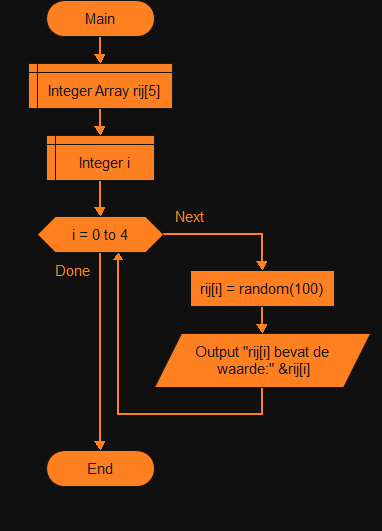 Main
Integer Array rij[5]
Integer i
i = 0 to 4
Next
Done
rij[i] = random(100)
Output "rij[i] bevat de
waarde:" &rij[i]
End